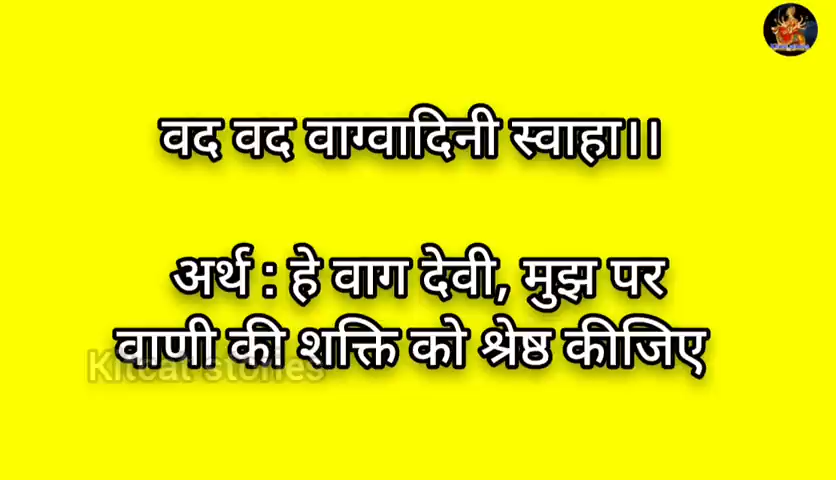 वद वद वाग्वादिनी स्वाहा।।
अर्थ : हे वाग देवी, मुझ पर
वाणी की शक्ति को श्रेष्ठ कीजिए
Kitcat stories